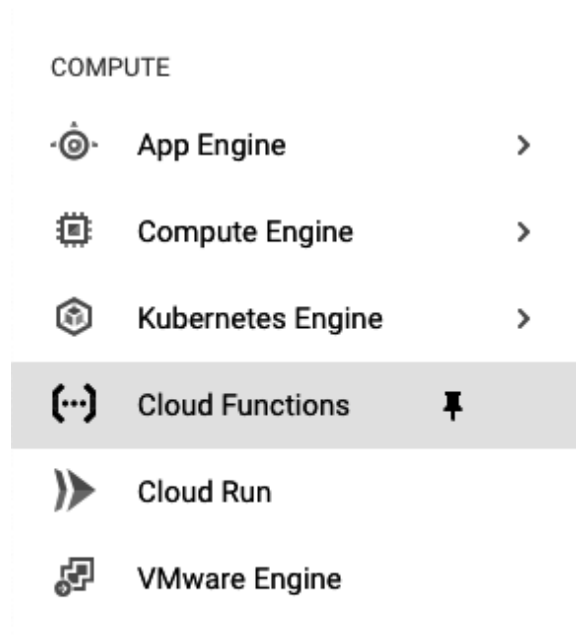 COMPUTE
App Engine
Compute Engine
Kubernetes Engine
Cloud Functions
Cloud Run
VMware Engine